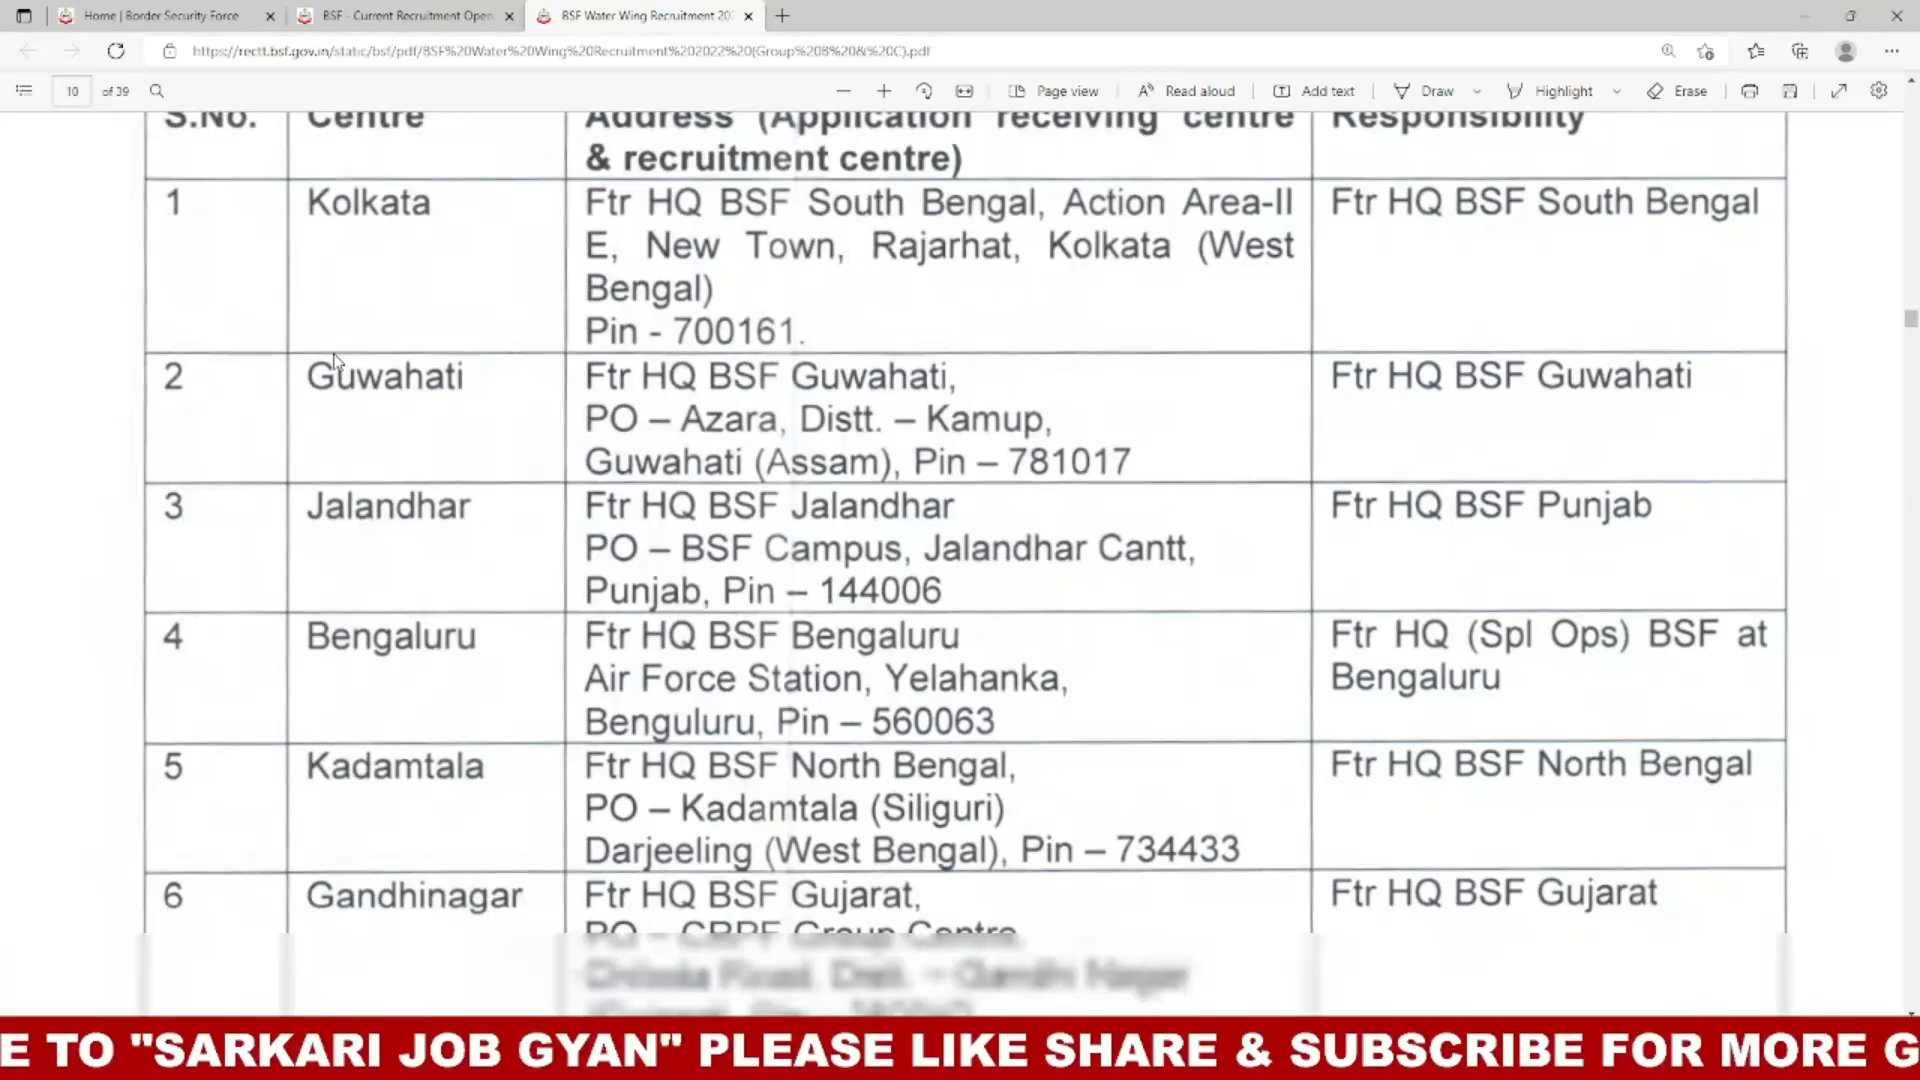 Home | Border Security Force
BSF - Current Recruitment Open
BSF Water Wing Recruitment 20
https://rectt.bsf.gov.in/static/bsf/pdf/BSF%20Water%20Wing%20Recruitment%202022%20(Group%20B%20&%20C).pdf
10 of 39
Page view
Read aloud
Add text
Draw
Highlight
Erase
S.No. Centre Address (Application receiving centre Responsibility
& recruitment centre)
1 Kolkata Ftr HQ BSF South Bengal, Action Area-II Ftr HQ BSF South Bengal
E, New Town, Rajarhat, Kolkata (West
Bengal)
Pin - 700161.
2 Guwahati Ftr HQ BSF Guwahati, Ftr HQ BSF Guwahati
PO – Azara, Distt. – Kamup,
Guwahati (Assam), Pin – 781017
3 Jalandhar Ftr HQ BSF Jalandhar Ftr HQ BSF Punjab
PO – BSF Campus, Jalandhar Cantt,
Punjab, Pin – 144006
4 Bengaluru Ftr HQ BSF Bengaluru Ftr HQ (Spl Ops) BSF at
Air Force Station, Yelahanka, Bengaluru
Benguluru, Pin – 560063
5 Kadamtala Ftr HQ BSF North Bengal, Ftr HQ BSF North Bengal
PO – Kadamtala (Siliguri)
Darjeeling (West Bengal), Pin – 734433
6 Gandhinagar Ftr HQ BSF Gujarat, Ftr HQ BSF Gujarat
PO – CRPF Group Centre
E TO "SARKARI JOB GYAN" PLEASE LIKE SHARE & SUBSCRIBE FOR MORE G